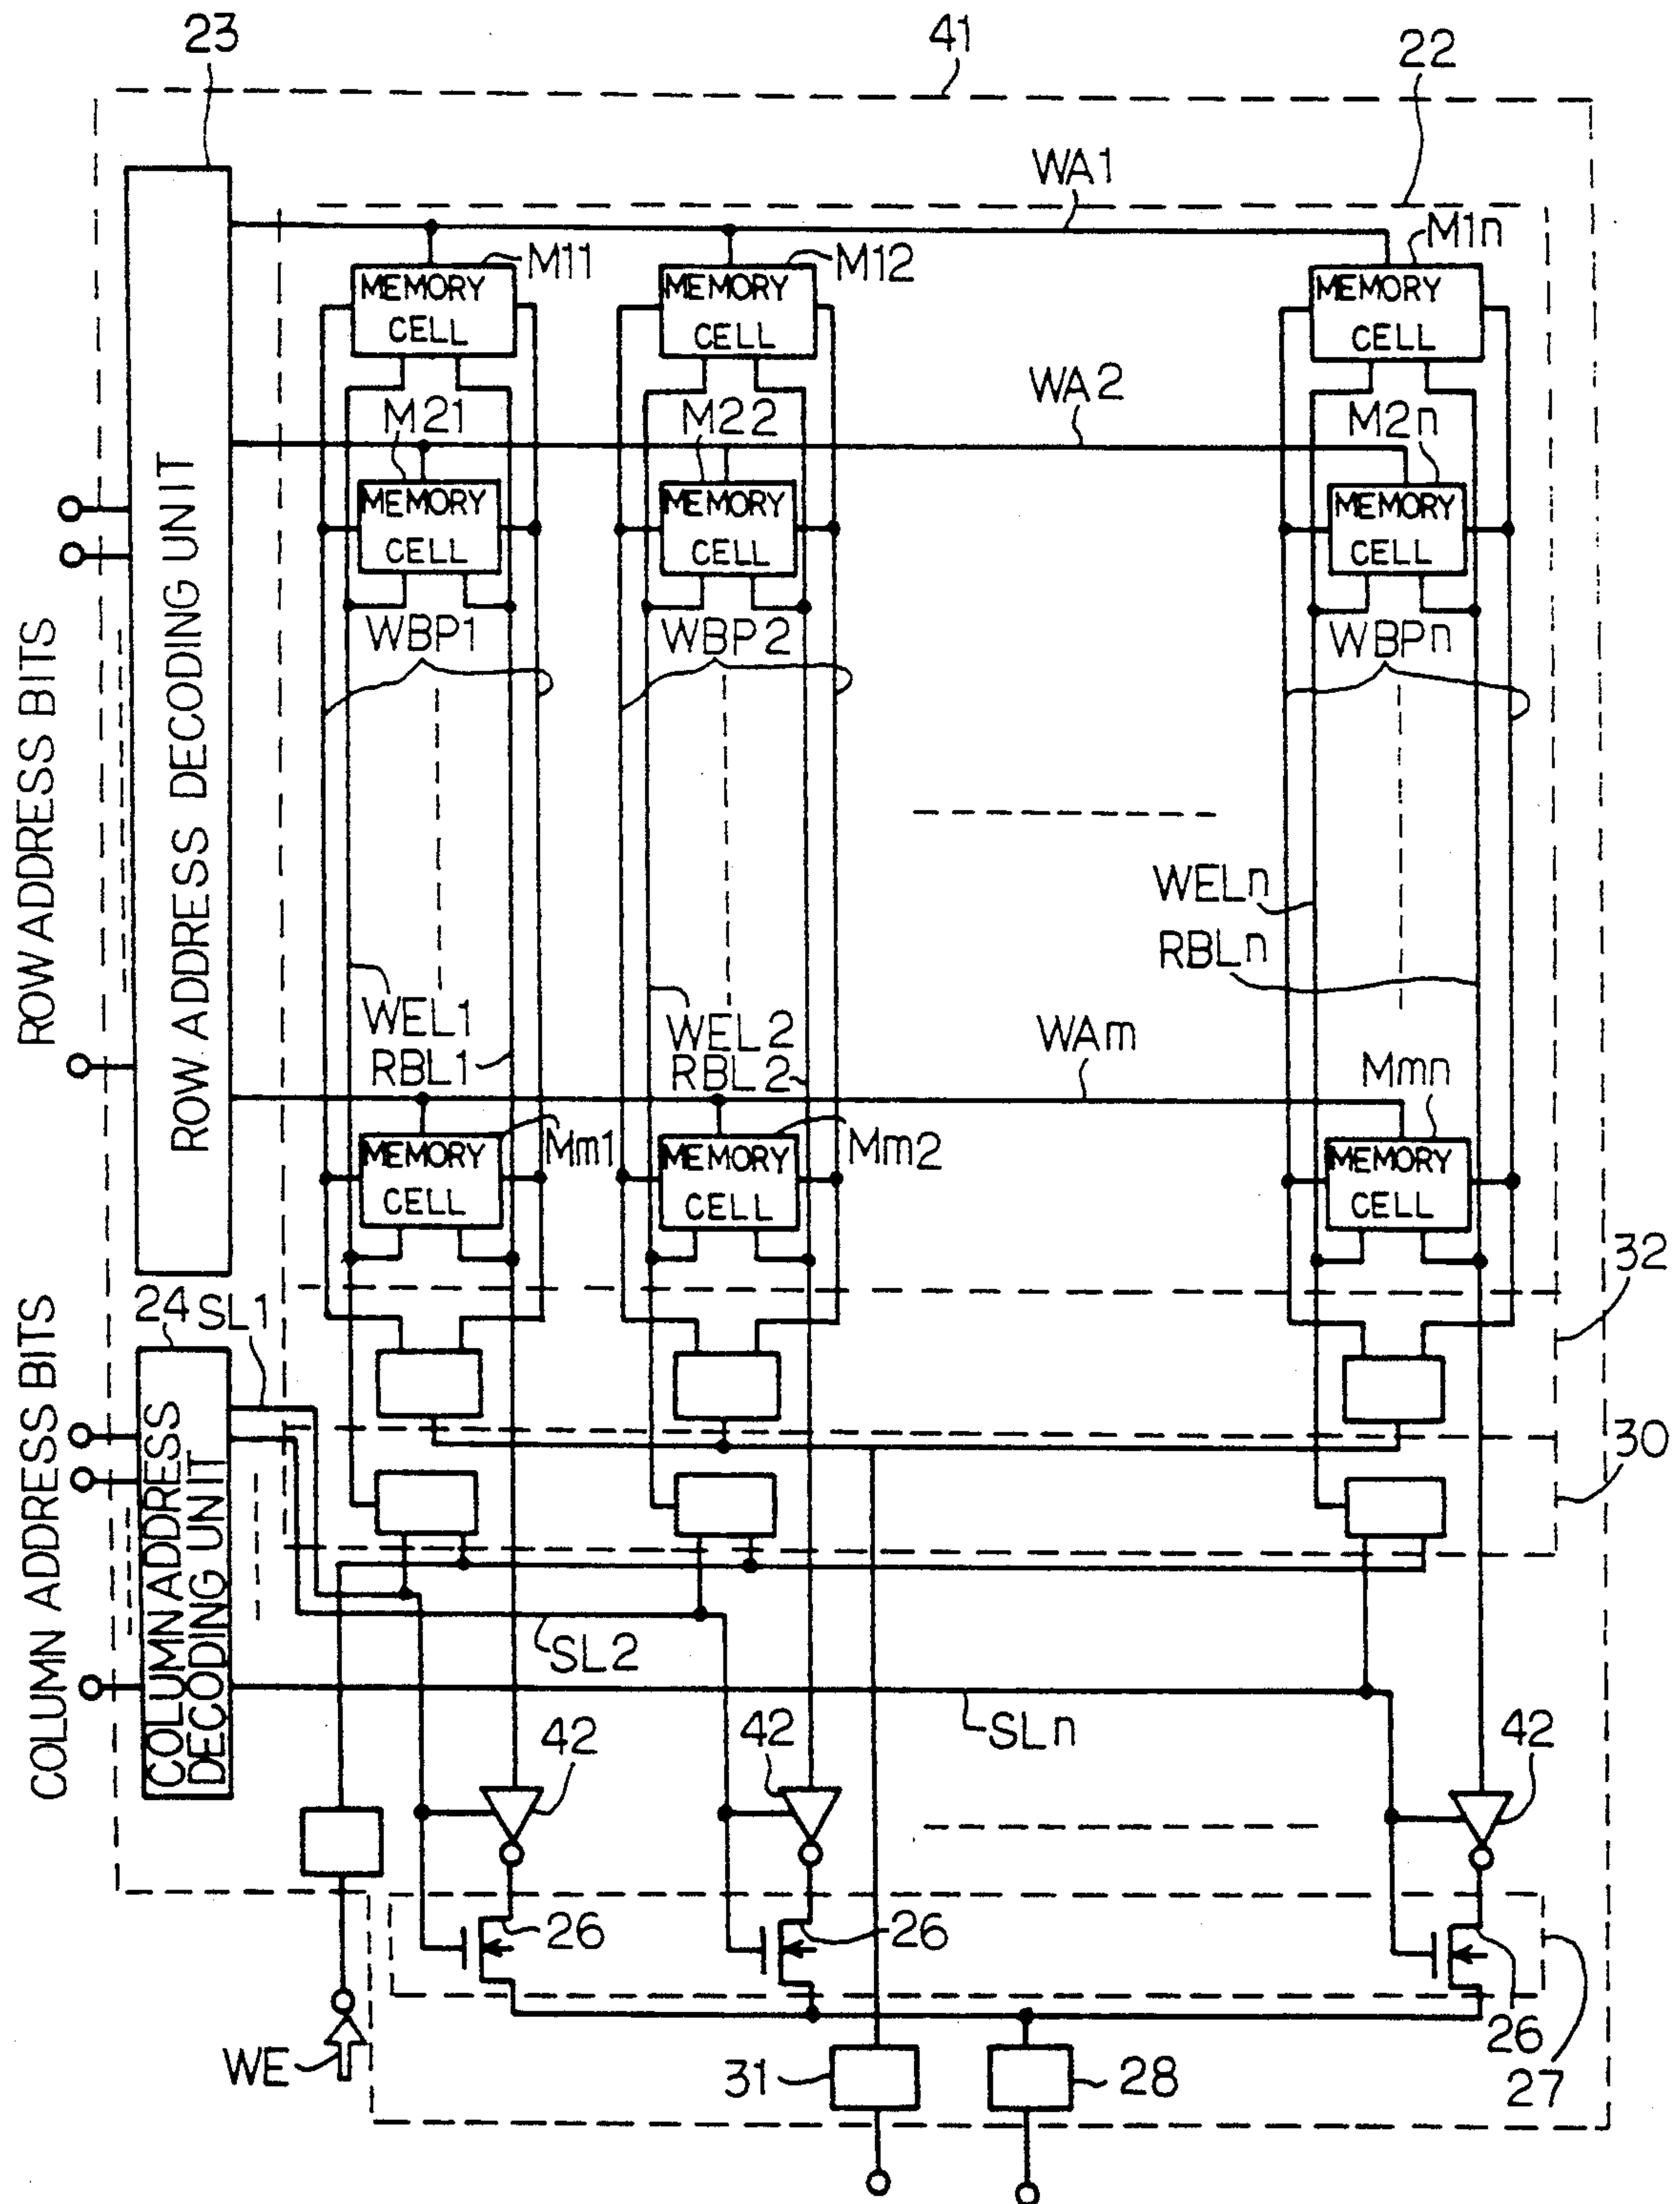 23
41
22
WA1
M11
M12
M1n
MEMORY
CELL
MEMORY
CELL
MEMORY
CELL
WA2
M21
M22
M2n
MEMORY
CELL
MEMORY
CELL
MEMORY
CELL
WBP1
WBP2
WBPn
ROW ADDRESS BITS
ROW ADDRESS DECODING UNIT
WELn
RBLn
WEL1
RBL1
WEL2
RBL2
WAm
Mmn
Mm1
Mm2
MEMORY
CELL
MEMORY
CELL
MEMORY
CELL
32
24
SL1
30
COLUMN ADDRESS BITS
COLUMN ADDRESS
DECODING UNIT
SL2
SLn
42
42
42
26
26
26
27
WE
31
28